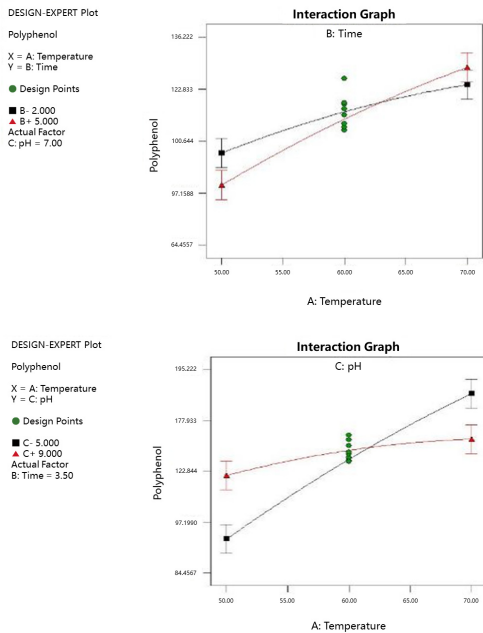 DESIGN-EXPERT Plot
Polyphenol
X = A: Temperature
Y = B: Time
Design Points
B- 2.000
B+ 5.000
Actual Factor
C: pH = 7.00
Interaction Graph
B: Time
Polyphenol
136.222
122.833
100.644
97.1588
64.4557
50.00 55.00 60.00 65.00 70.00
A: Temperature
DESIGN-EXPERT Plot
Polyphenol
X = A: Temperature
Y = C: pH
Design Points
C- 5.000
C+ 9.000
Actual Factor
B: Time = 3.50
Interaction Graph
C: pH
Polyphenol
195.222
177.933
122.844
97.1990
84.4567
50.00 55.00 60.00 65.00 70.00
A: Temperature